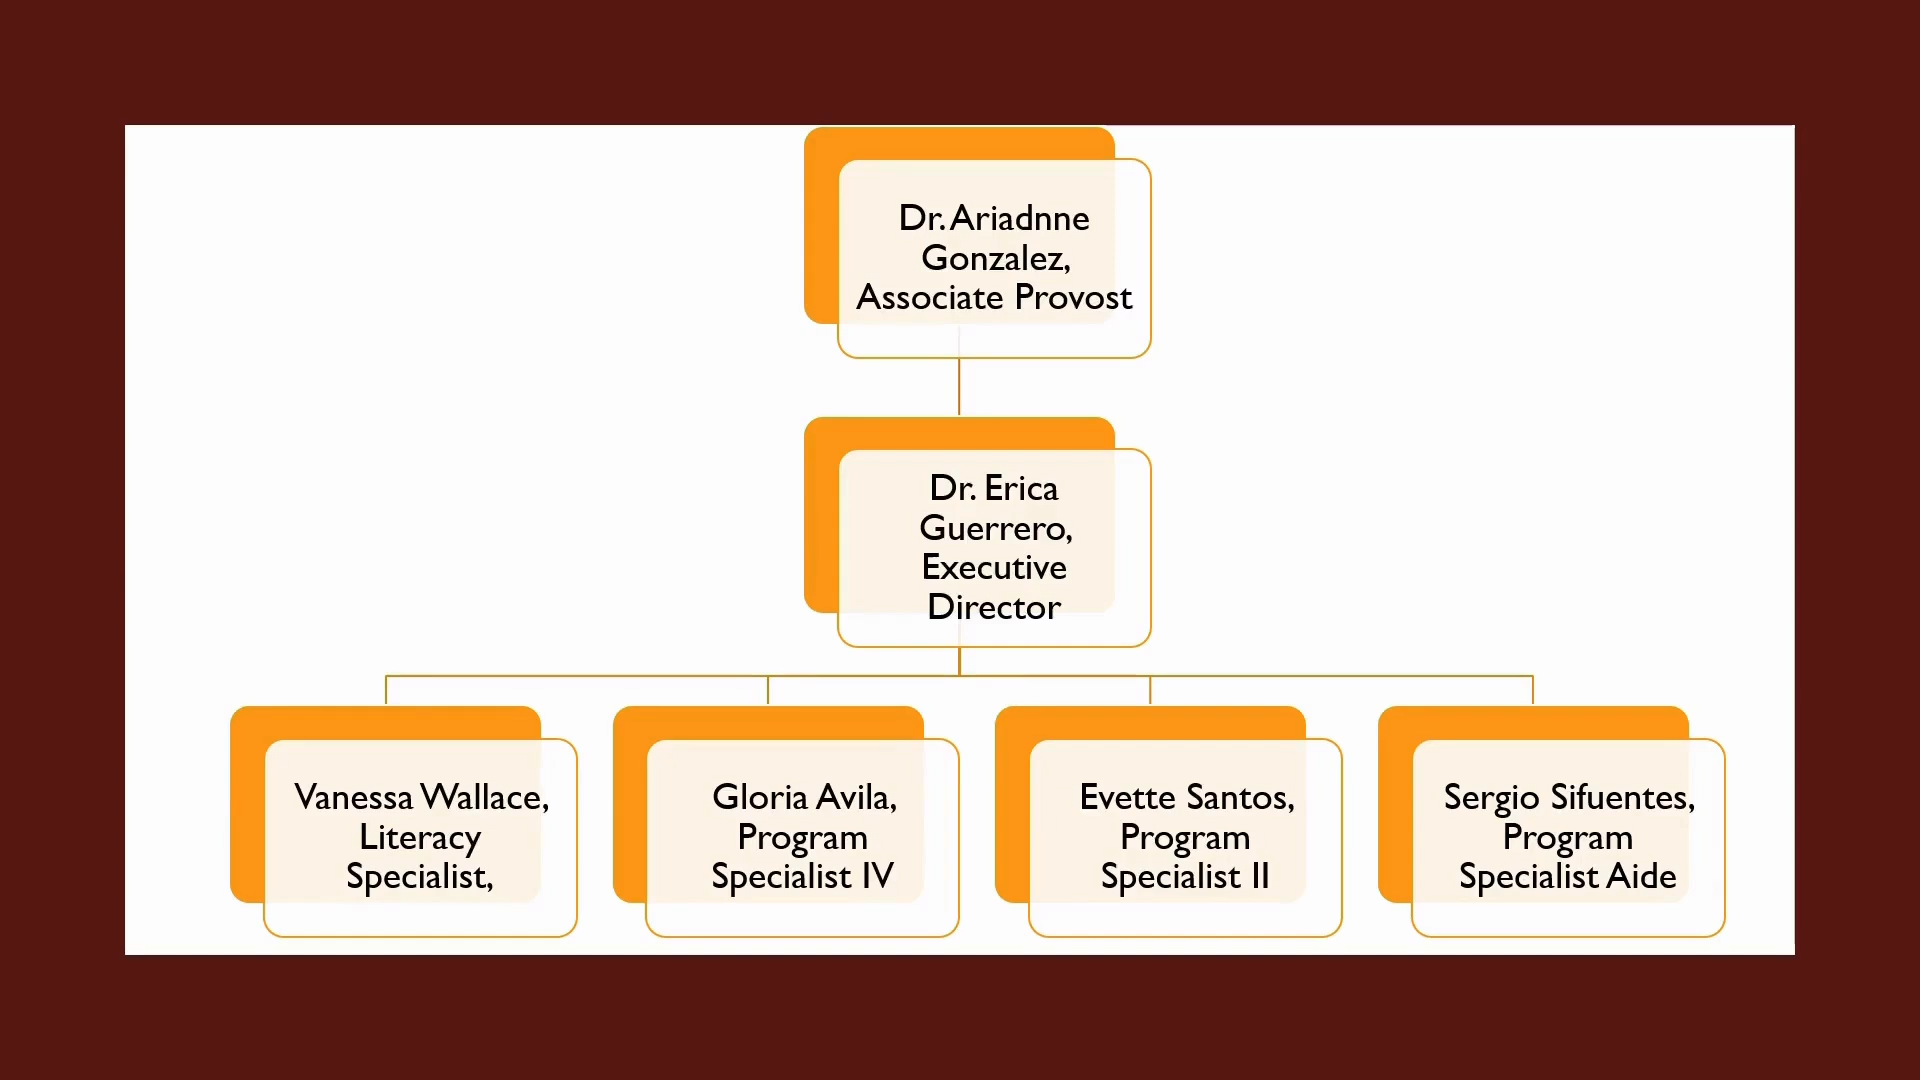 Dr. Ariadnne
Gonzalez,
Associate Provost
Dr. Erica
Guerrero,
Executive
Director
Vanessa Wallace,
Literacy
Specialist,
Gloria Avila,
Program
Specialist IV
Evette Santos,
Program
Specialist II
Sergio Sifuentes,
Program
Specialist Aide